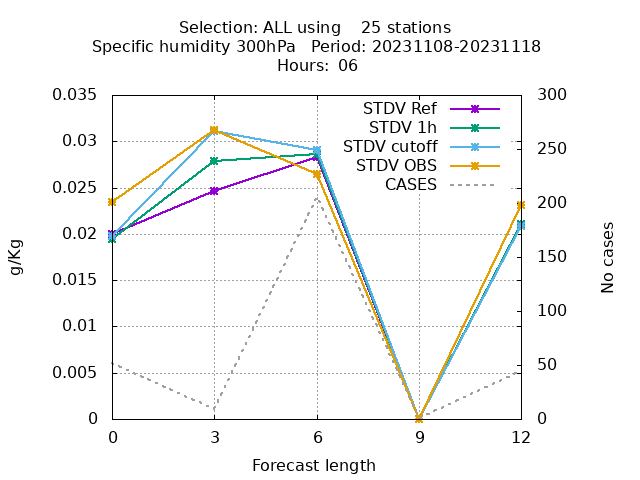 Selection: ALL using    25 stations
Specific humidity 300hPa   Period: 20231108-20231118
Hours:  06
0.035
0.03
0.025
0.02
0.015
0.01
0.005
0
300
250
200
150
100
50
0
STDV Ref
STDV 1h
STDV cutoff
STDV OBS
CASES
g/Kg
No cases
0
3
6
9
12
Forecast length